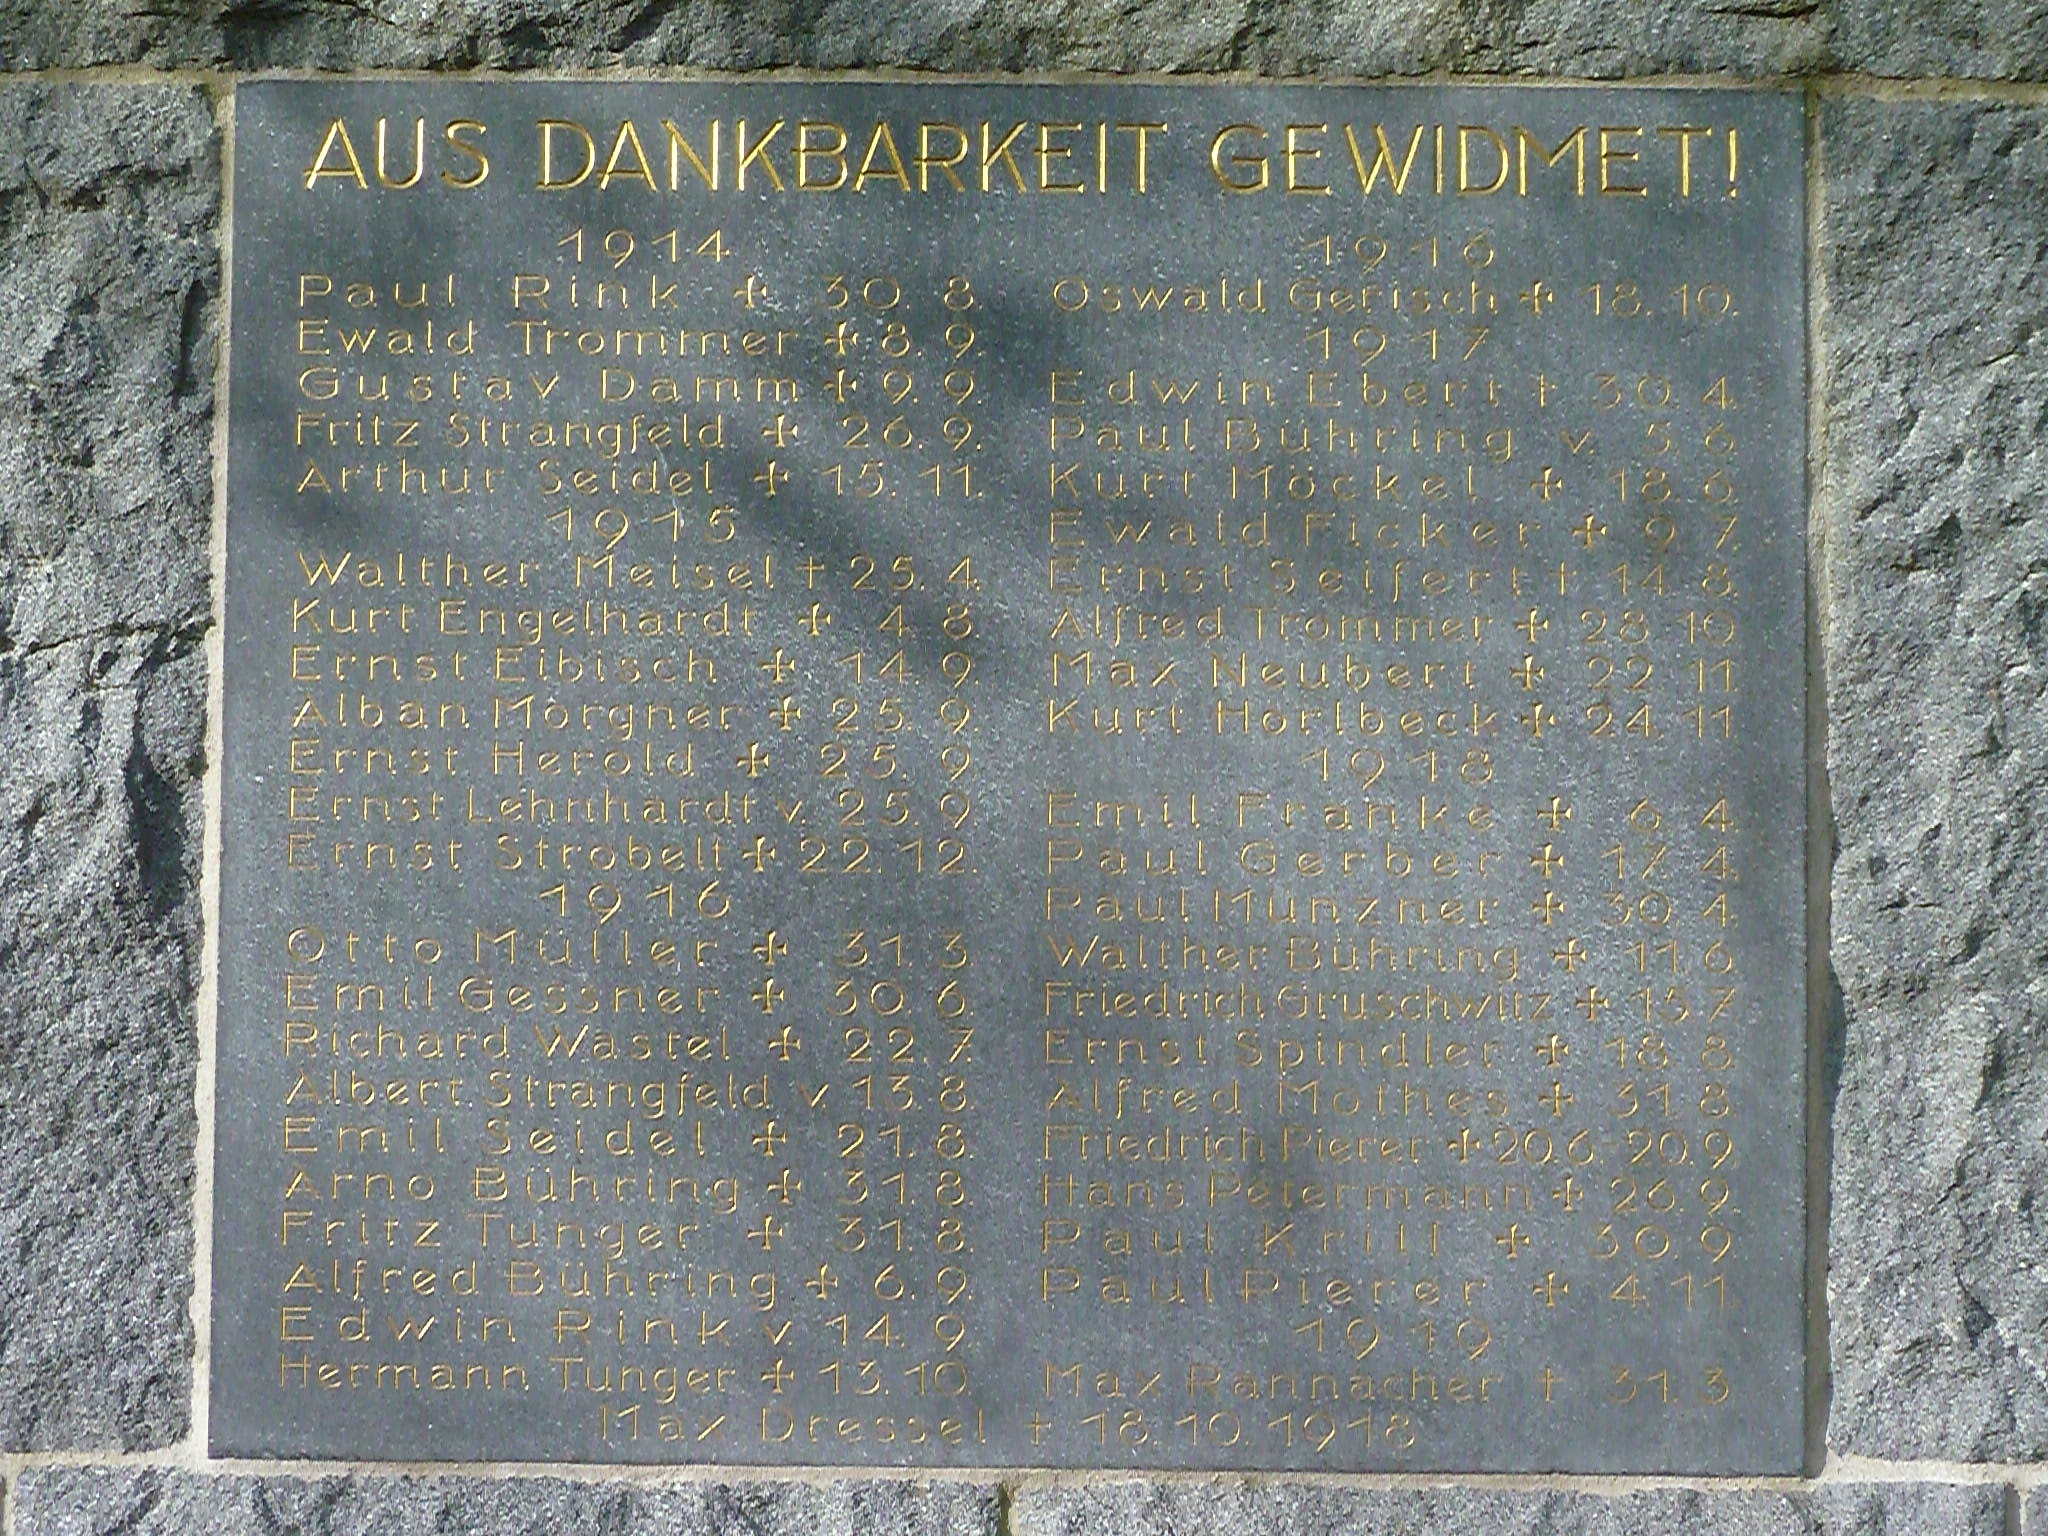 AUS DANKBARKEIT GEWIDMET!
1914
Paul Rink ✠ 30. 8.
Ewald Trommer ✠ 8. 9.
Gustav Damm ✠ 9. 9.
Fritz Strangfeld ✠ 26. 9.
Arthur Seidel ✠ 15. 11.
1915
Walther Meisel † 25. 4.
Kurt Engelhardt ✠ 4. 8.
Ernst Eibisch ✠ 14. 9.
Alban Morgner ✠ 25. 9.
Ernst Herold ✠ 25. 9.
Ernst Lehnhardt v. 25. 9.
Ernst Strobelt ✠ 22. 12.
1916
Otto Müller ✠ 31. 3.
Emil Gessner ✠ 30. 6.
Richard Wastel ✠ 22. 7.
Albert Strangfeld v. 13. 8.
Emil Seidel ✠ 21. 8.
Arno Bühring ✠ 31. 8.
Fritz Tunger ✠ 31. 8.
Alfred Bühring ✠ 6. 9.
Edwin Rink v. 14. 9.
Hermann Tunger ✠ 13. 10.
1916
Oswald Gerisch ✠ 18. 10.
1917
Edwin Ebert † 30. 4.
Paul Bühring v. 5. 6.
Kurt Möckel ✠ 18. 6.
Ewald Ficker ✠ 9. 7.
Ernst Seifert † 14. 8.
Alfred Trommer ✠ 28. 10.
Max Neubert ✠ 22. 11.
Kurt Horlbeck ✠ 24. 11.
1918
Emil Franke ✠ 6. 4.
Paul Gerber ✠ 17. 4.
Paul Münzner ✠ 30. 4.
Walther Bühring ✠ 11. 6.
Friedrich Gruschwitz ✠ 15. 7.
Ernst Spindler ✠ 18. 8.
Alfred Mothes ✠ 31. 8.
Friedrich Pierer ✠ 20.6.-20.9.
Hans Petermann ✠ 26. 9.
Paul Krill ✠ 30. 9.
Paul Pierer ✠ 4. 11.
1919
Max Rannacher † 31. 3.
Max Dressel † 18. 10. 1918